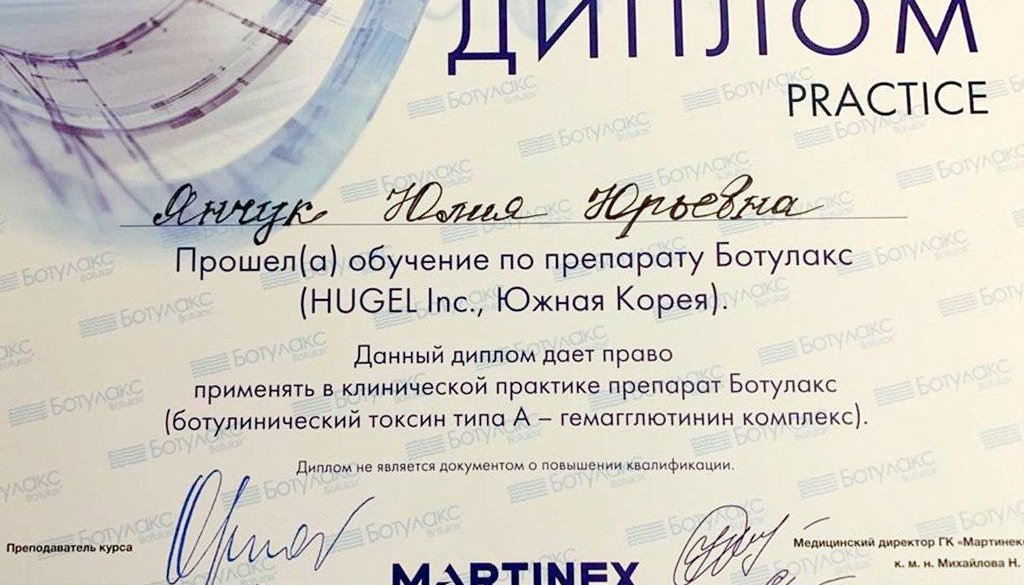 ДИПЛОМ
PRACTICE
Янчук Юлия Юрьевна
Прошел(а) обучение по препарату Ботулакс
(HUGEL Inc., Южная Корея).
Данный диплом дает право
применять в клинической практике препарат Ботулакс
(ботулинический токсин типа А – гемагглютинин комплекс).
Диплом не является документом о повышении квалификации.
Преподаватель курса
Медицинский директор ГК «Мартинекс
к. м. н. Михайлова Н.
MARTINEX